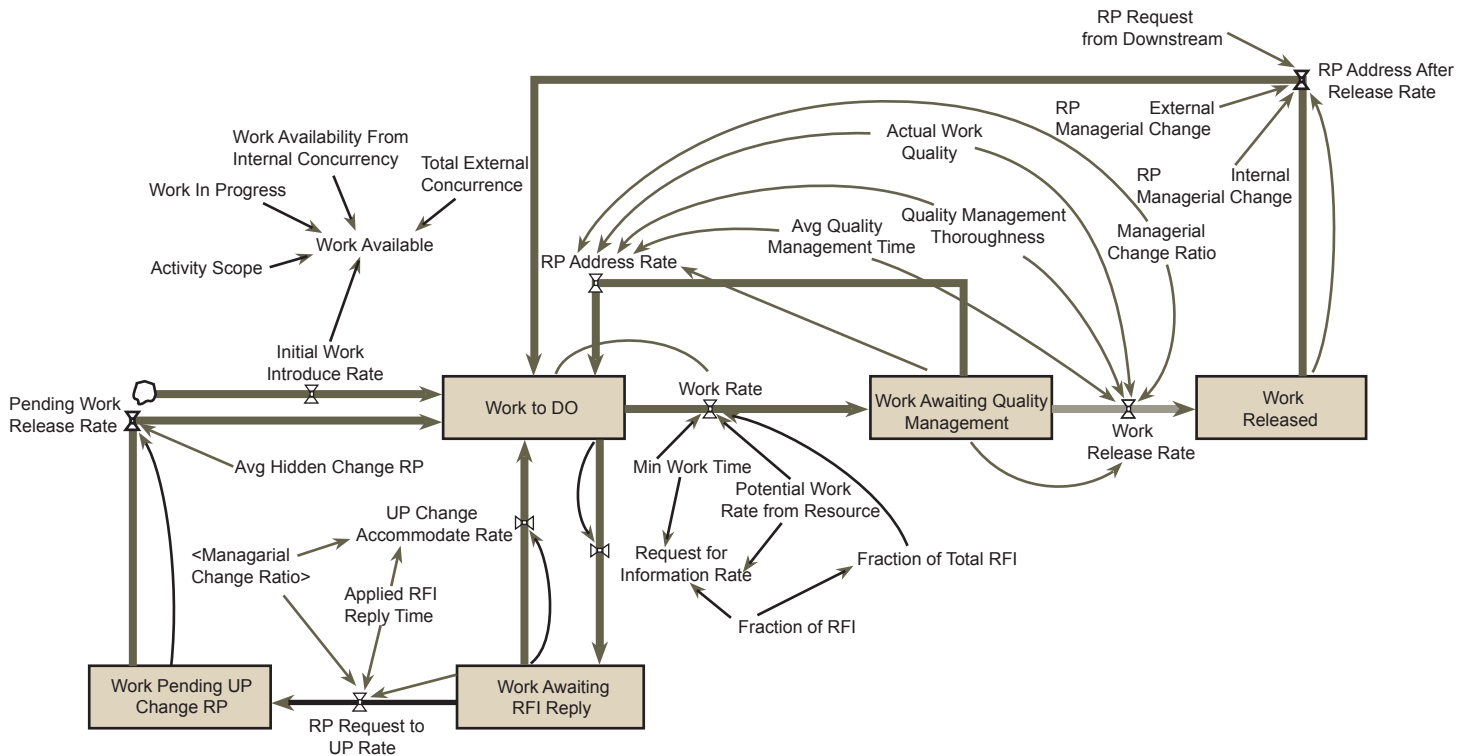 RP Request
from Downstream
RP Address After
Release Rate
RP
Managerial Change
External
Change
RP
Managerial Change
Internal
Change
Work Availability From
Internal Concurrency
Total External
Concurrence
Work In Progress
Work Available
Activity Scope
Actual Work
Quality
Quality Management
Thoroughness
Avg Quality
Management Time
Managerial
Change Ratio
RP Address Rate
Initial Work
Introduce Rate
Pending Work
Release Rate
Work to DO
Work Rate
Work Awaiting Quality
Management
Work
Release Rate
Work
Released
Avg Hidden Change RP
Min Work Time
Potential Work
Rate from Resource
UP Change
Accommodate Rate
<Managarial
Change Ratio>
Applied RFI
Reply Time
Request for
Information Rate
Fraction of Total RFI
Fraction of RFI
Work Pending UP
Change RP
RP Request to
UP Rate
Work Awaiting
RFI Reply